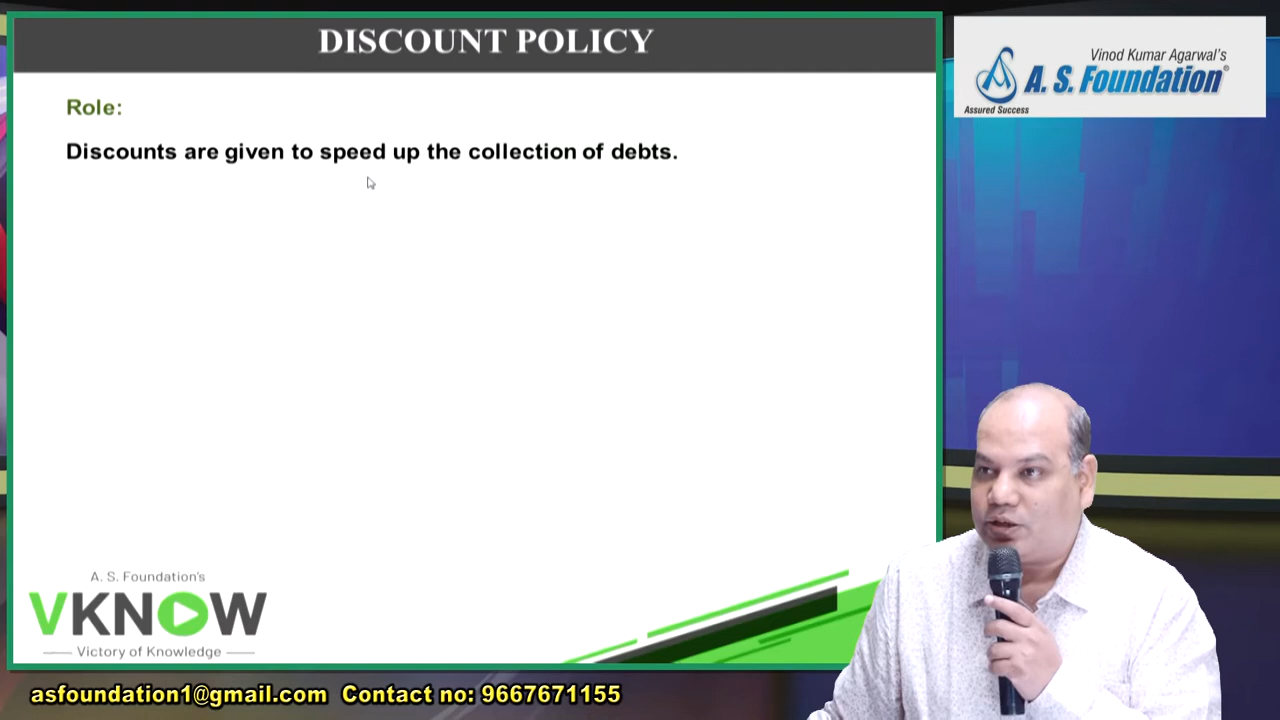 DISCOUNT POLICY
Role:
Discounts are given to speed up the collection of debts.
Vinod Kumar Agarwal's
A. S. Foundation®
Assured Success
A. S. Foundation's
VKNOW
Victory of Knowledge
asfoundation1@gmail.com Contact no: 9667671155